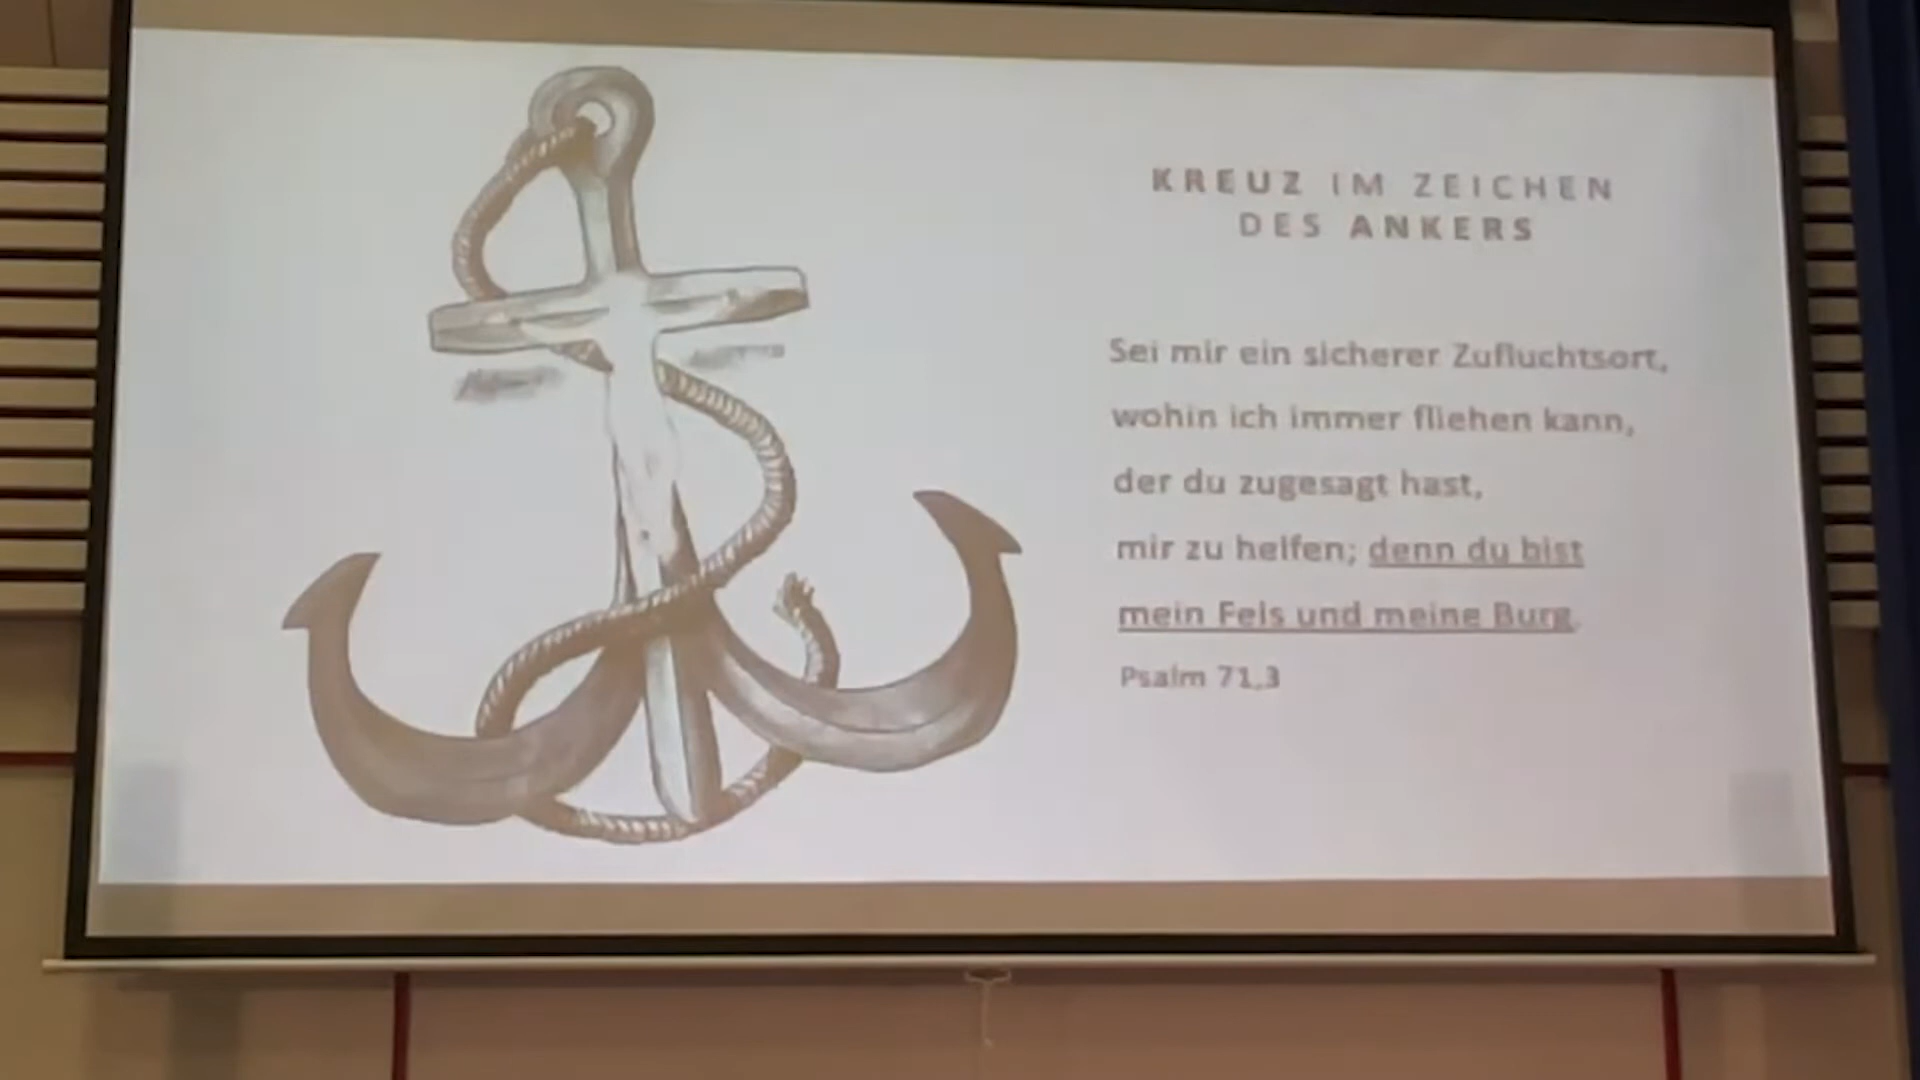 KREUZ IM ZEICHEN
DES ANKERS
Sei mir ein sicherer Zufluchtsort,
wohin ich immer fliehen kann,
der du zugesagt hast,
mir zu helfen; denn du bist
mein Fels und meine Burg.
Psalm 71,3